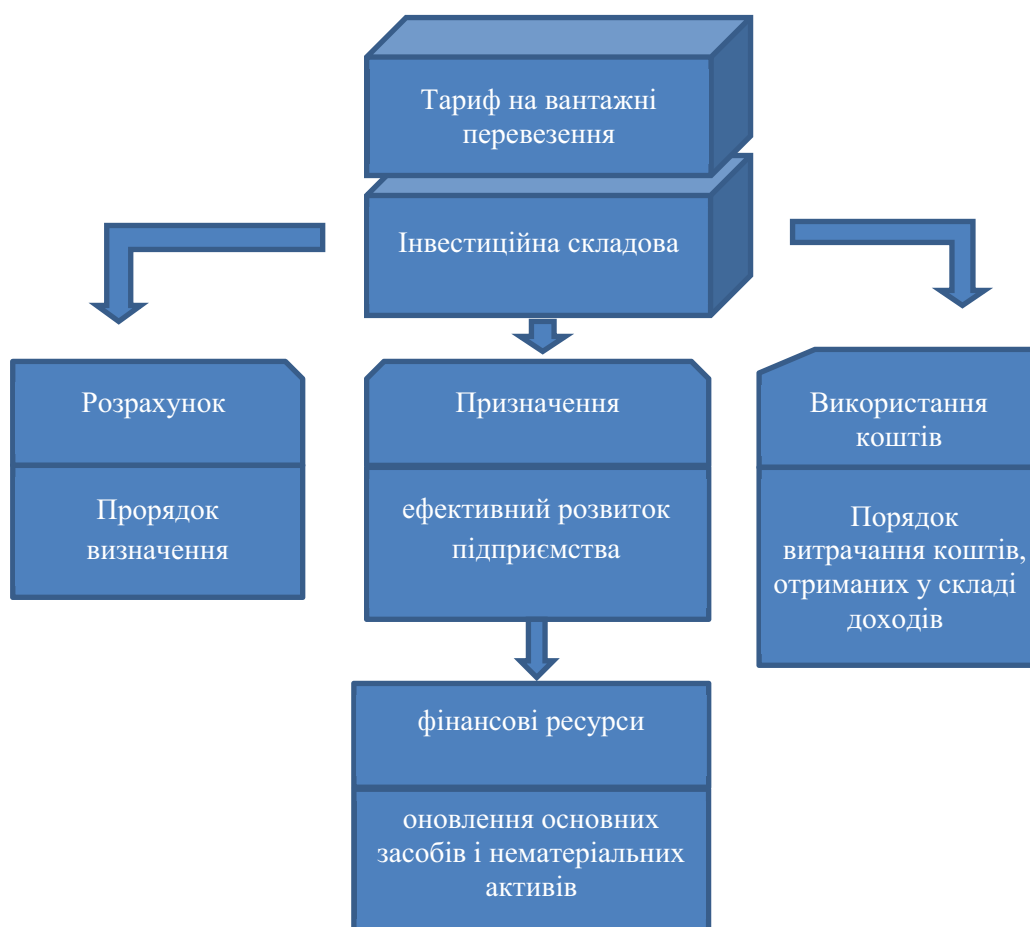 Тариф на вантажні
перевезення
Інвестиційна складова
Розрахунок
Прорядок
визначення
Призначення
ефективний розвиток
підприємства
Використання
коштів
Порядок
витрачання коштів,
отриманих у складі
доходів
фінансові ресурси
оновлення основних
засобів і нематеріальних
активів